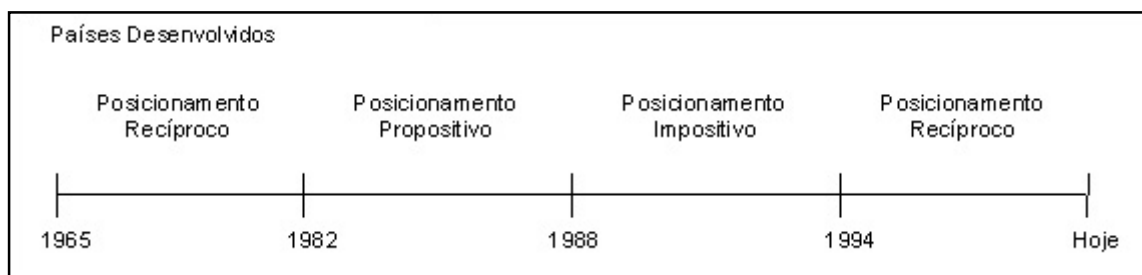 Países Desenvolvidos
Posicionamento Posicionamento Posicionamento Posicionamento
Recíproco Propositivo Impositivo Recíproco
1965 1982 1988 1994 Hoje